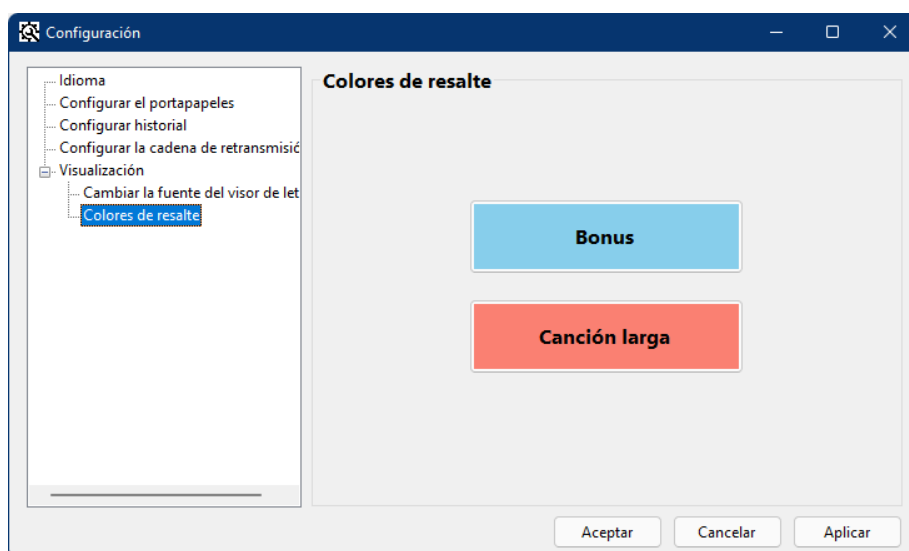 Configuración
Idioma
Configurar el portapapeles
Configurar historial
Configurar la cadena de retransmisió
Visualización
Cambiar la fuente del visor de let
Colores de resalte
Colores de resalte
Bonus
Canción larga
Aceptar
Cancelar
Aplicar